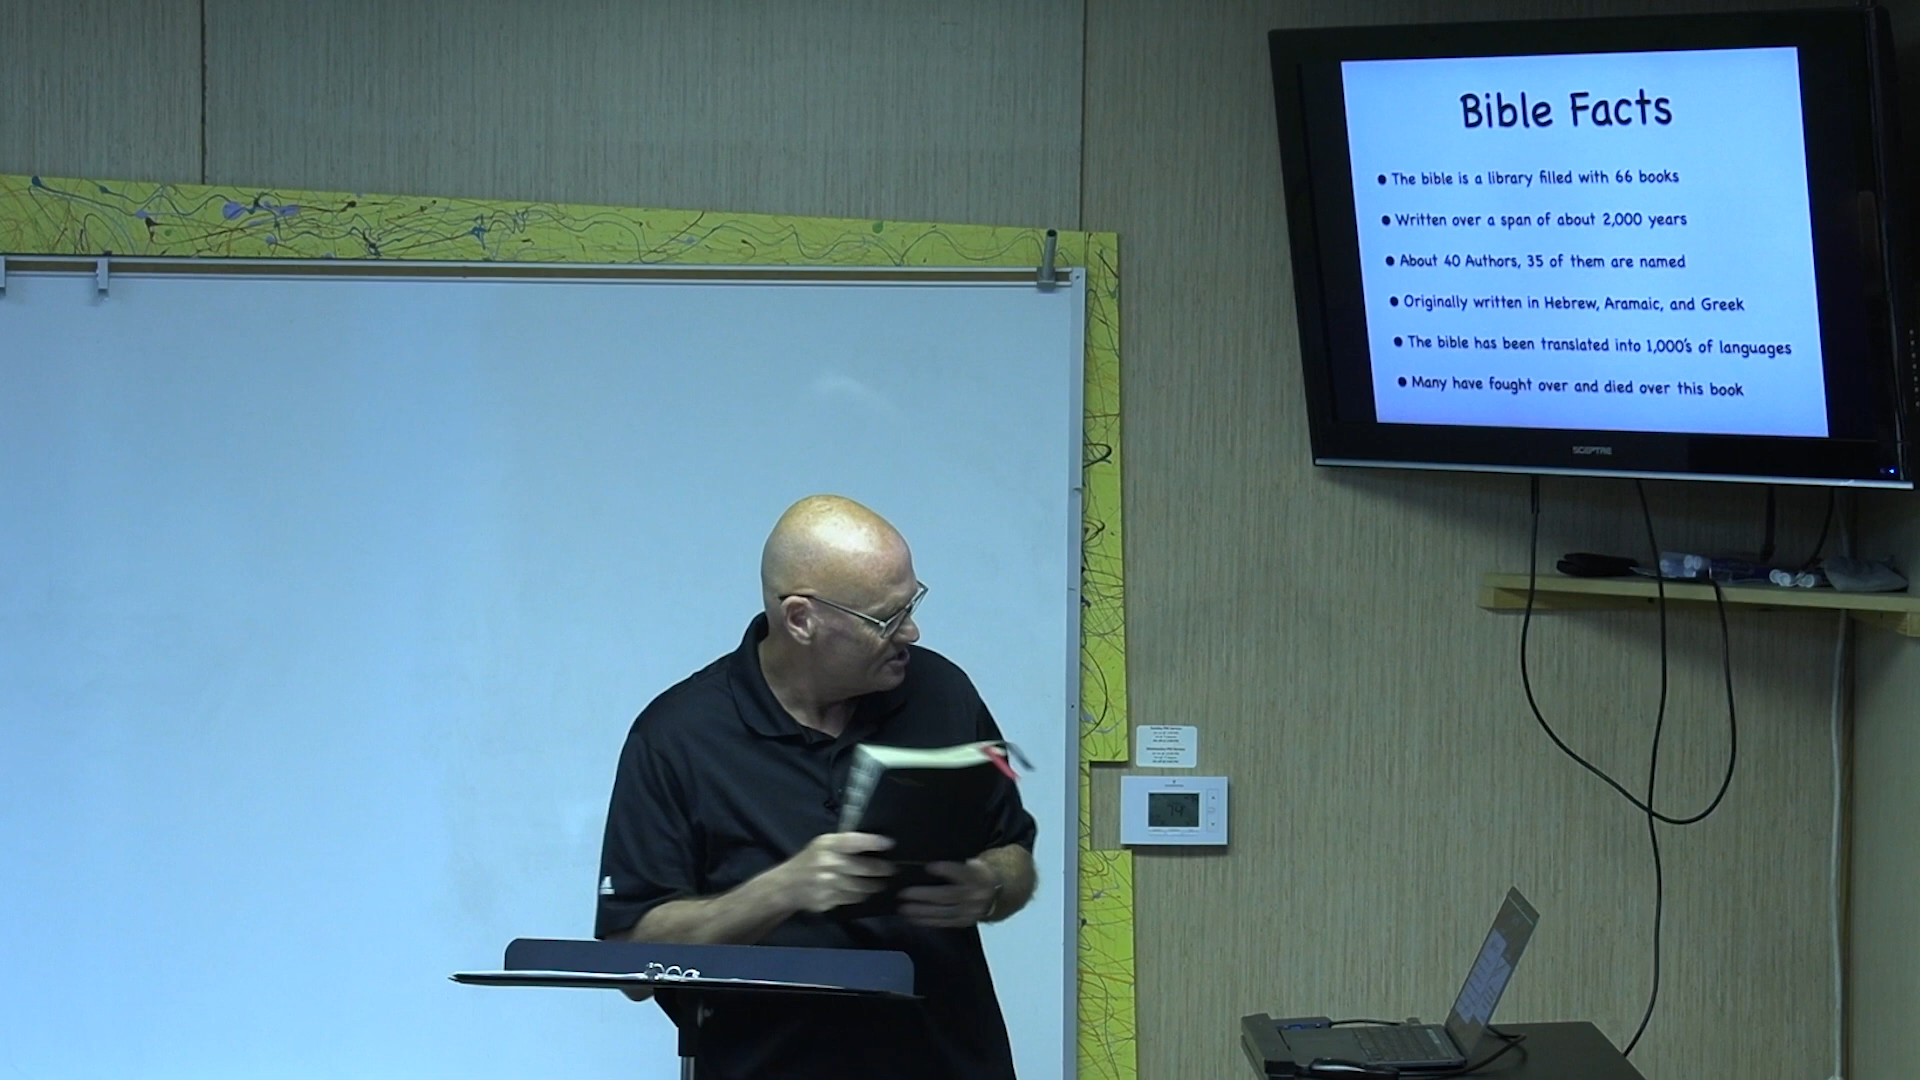 Bible Facts
The bible is a library filled with 66 books
Written over a span of about 2,000 years
About 40 Authors, 35 of them are named
Originally written in Hebrew, Aramaic, and Greek
The bible has been translated into 1,000's of languages
Many have fought over and died over this book
SCEPTRE